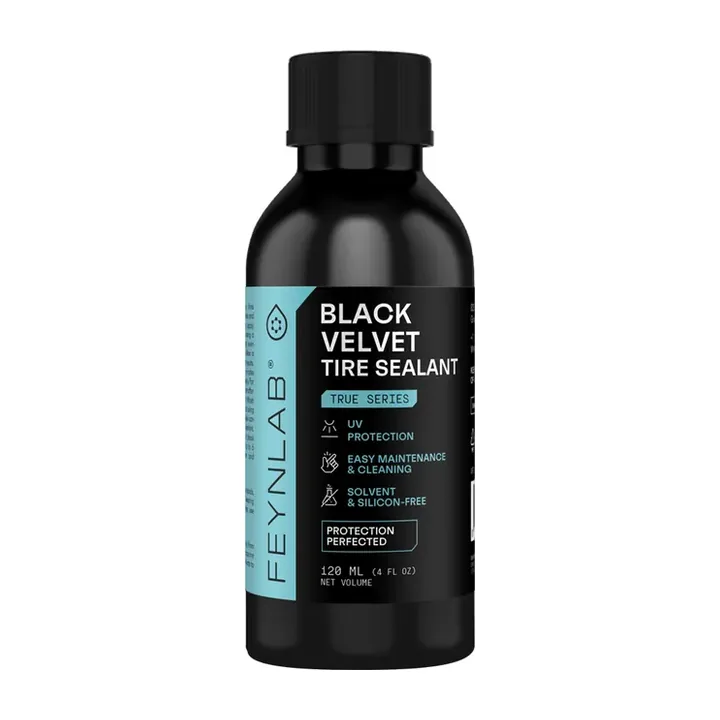 FEYNLAB®
BLACK
VELVET
TIRE SEALANT
TRUE SERIES
UV
PROTECTION
EASY MAINTENANCE
& CLEANING
SOLVENT
& SILICON-FREE
PROTECTION
PERFECTED
120 ML (4 FL OZ)
NET VOLUME